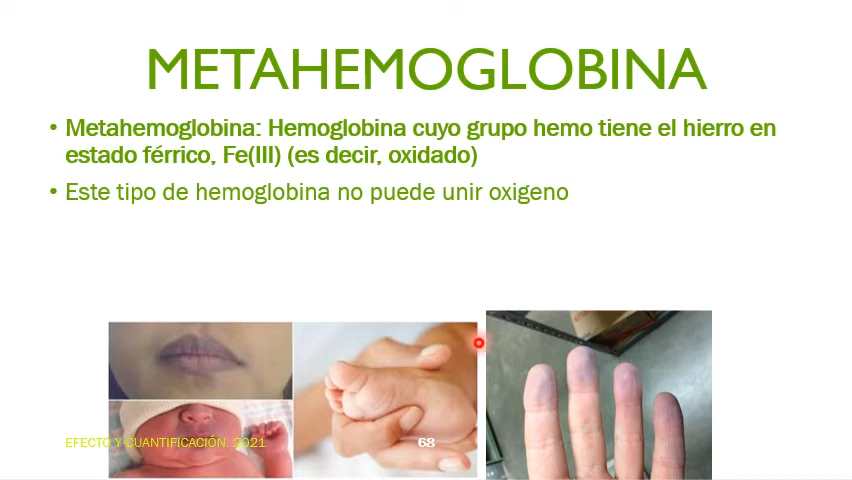 METAHEMOGLOBINA
• Metahemoglobina: Hemoglobina cuyo grupo hemo tiene el hierro en
estado férrico, Fe(III) (es decir, oxidado)
• Este tipo de hemoglobina no puede unir oxigeno
EFECTO Y CUANTIFICACIÓN. 2021
68